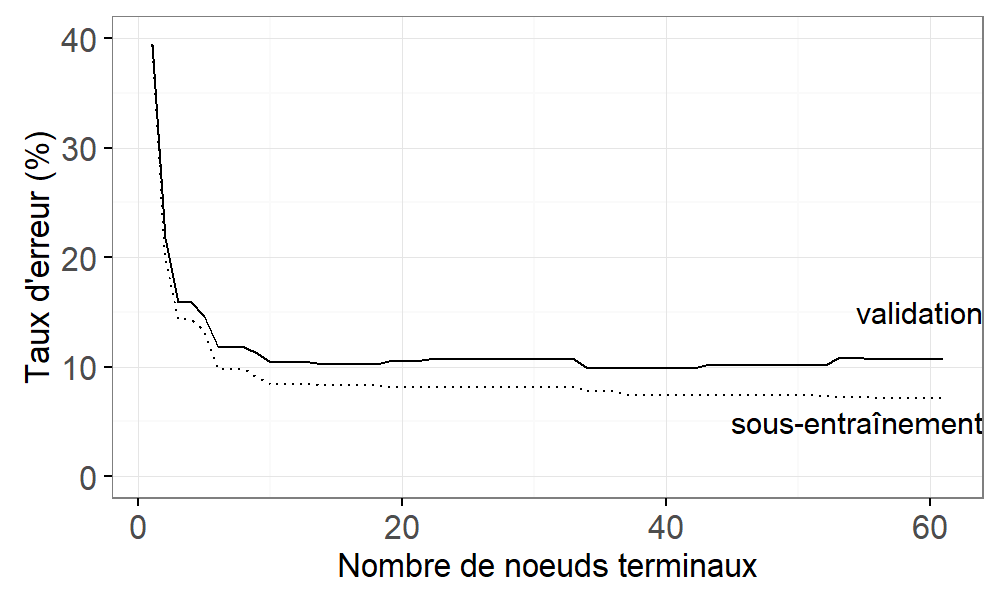 40
30
20
10
0
Taux d'erreur (%)
validation
sous-entraînement
0 20 40 60
Nombre de noeuds terminaux